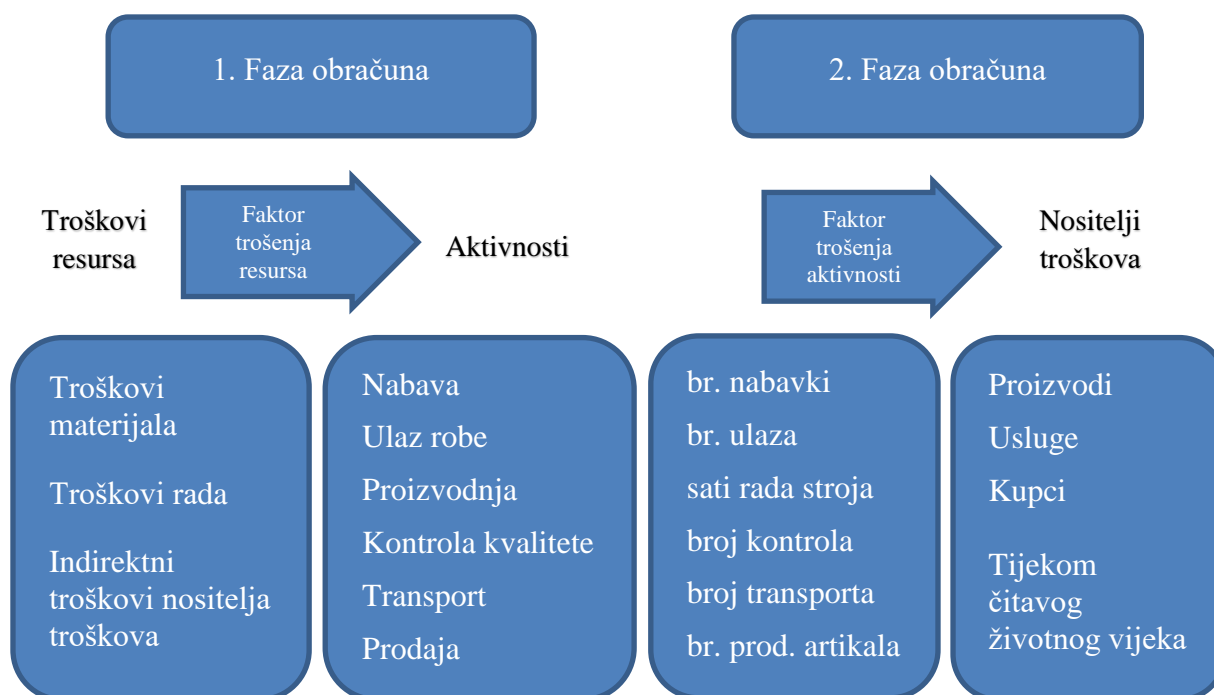 1. Faza obračuna
2. Faza obračuna
Troškovi
resursa
Faktor
trošenja
resursa
Aktivnosti
Faktor
trošenja
aktivnosti
Nositelji
troškova
Troškovi
materijala
Troškovi rada
Indirektni
troškovi nositelja
troškova
Nabava
Ulaz robe
Proizvodnja
Kontrola kvalitete
Transport
Prodaja
br. nabavki
br. ulaza
sati rada stroja
broj kontrola
broj transporta
br. prod. artikala
Proizvodi
Usluge
Kupci
Tijekom
čitavog
životnog vijeka